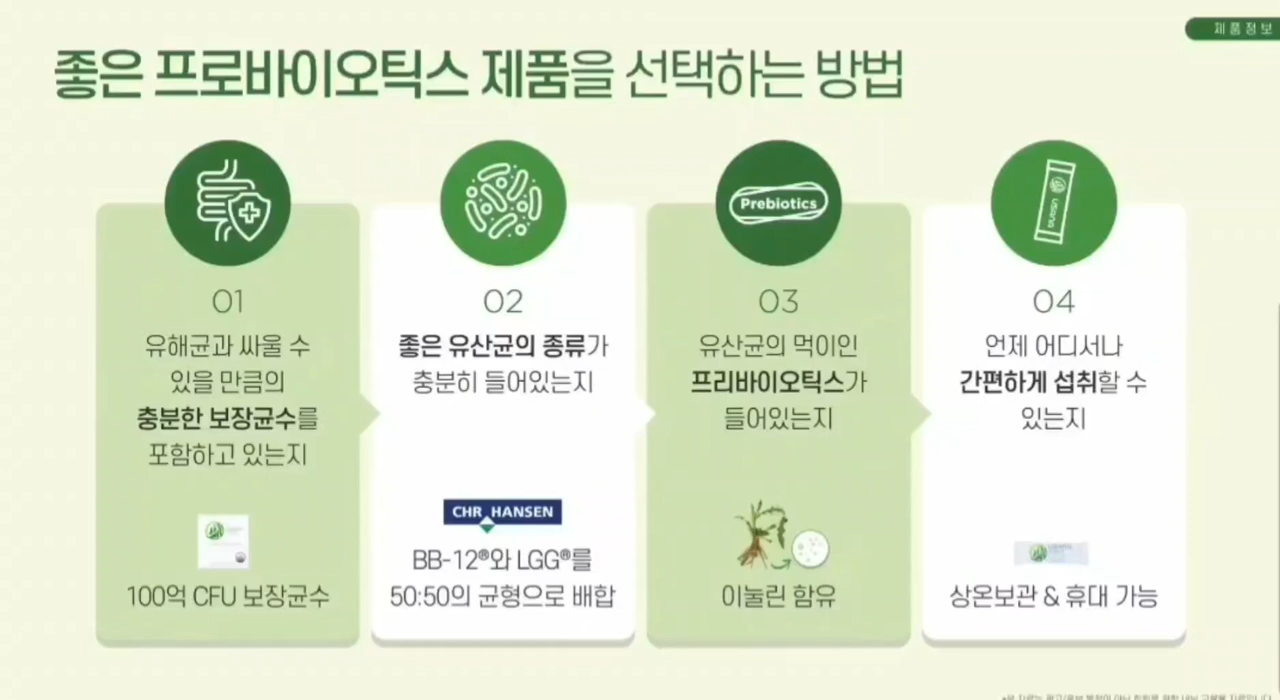 제품정보
좋은 프로바이오틱스 제품을 선택하는 방법
Prebiotics
usana
01
유해균과 싸울 수
있을 만큼의
충분한 보장균수를
포함하고 있는지
100억 CFU 보장균수
02
좋은 유산균의 종류가
충분히 들어있는지
CHR HANSEN
BB-12®와 LGG®를
50:50의 균형으로 배합
03
유산균의 먹이인
프리바이오틱스가
들어있는지
이눌린 함유
04
언제 어디서나
간편하게 섭취할 수
있는지
상온보관 & 휴대 가능